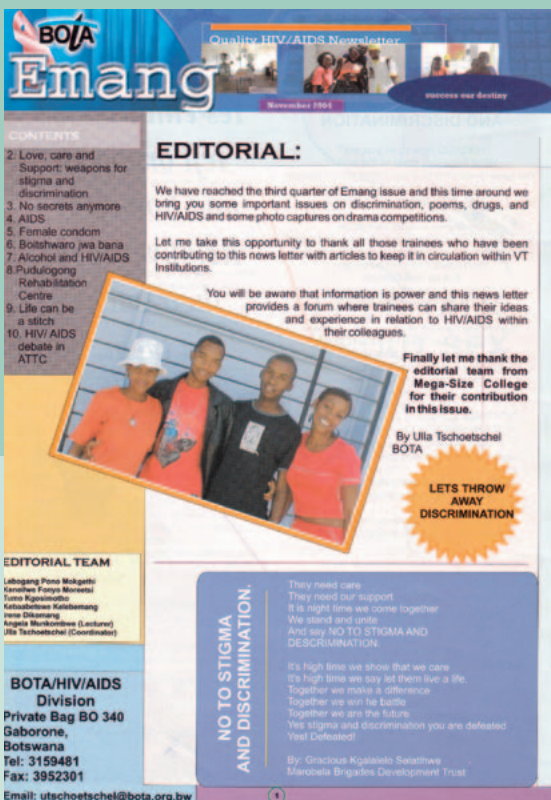 BOTA
Quality HIV/AIDS Newsletter
Emang
success our destiny
November 2004
CONTENTS
2. Love, care and
Support: weapons for
stigma and
discrimination
3. No secrets anymore
4. AIDS
5. Female condom
6. Boitshwaro jwa bana
7. Alcohol and HIV/AIDS
8.Pudulogong
Rehabilitation
Centre
9. Life can be
a stitch
10. HIV/ AIDS
debate in
ATTC
EDITORIAL:
We have reached the third quarter of Emang issue and this time around we
bring you some important issues on discrimination, poems, drugs, and
HIV/AIDS and some photo captures on drama competitions.
Let me take this opportunity to thank all those trainees who have been
contributing to this news letter with articles to keep it in circulation within VT
Institutions.
You will be aware that information is power and this news letter
provides a forum where trainees can share their ideas
and experience in relation to HIV/AIDS within
their colleagues.
Finally let me thank the
editorial team from
Mega-Size College
for their contribution
in this issue.
By Ulla Tschoetschel
BOTA
LETS THROW
AWAY
DISCRIMINATION
EDITORIAL TEAM
Lebogang Pono Mokgethi
Kenoilwe Fonyo Moreetsi
Tumo Kgosimotho
Kebaabetswe Kelebemang
Irene Dikomang
Angela Munkombwe (Lecturer)
Ulla Tschoetschel (Coordinator)
BOTA/HIV/AIDS
Division
Private Bag BO 340
Gaborone,
Botswana
Tel: 3159481
Fax: 3952301
Email: utschoetschel@bota.org.bw
NO TO STIGMA
AND DISCRIMINATION.
They need care
They need our support
It is night time we come together
We stand and unite
And say NO TO STIGMA AND
DESCRIMINATION.
It's high time we show that we care
It's high time we say let them live a life.
Together we make a difference
Together we win he battle
Together we are the future
Yes stigma and discrimination you are defeated
Yes! Defeated!
By: Gracious Kgalalelo Selatlhwe
Marobela Brigades Development Trust
1